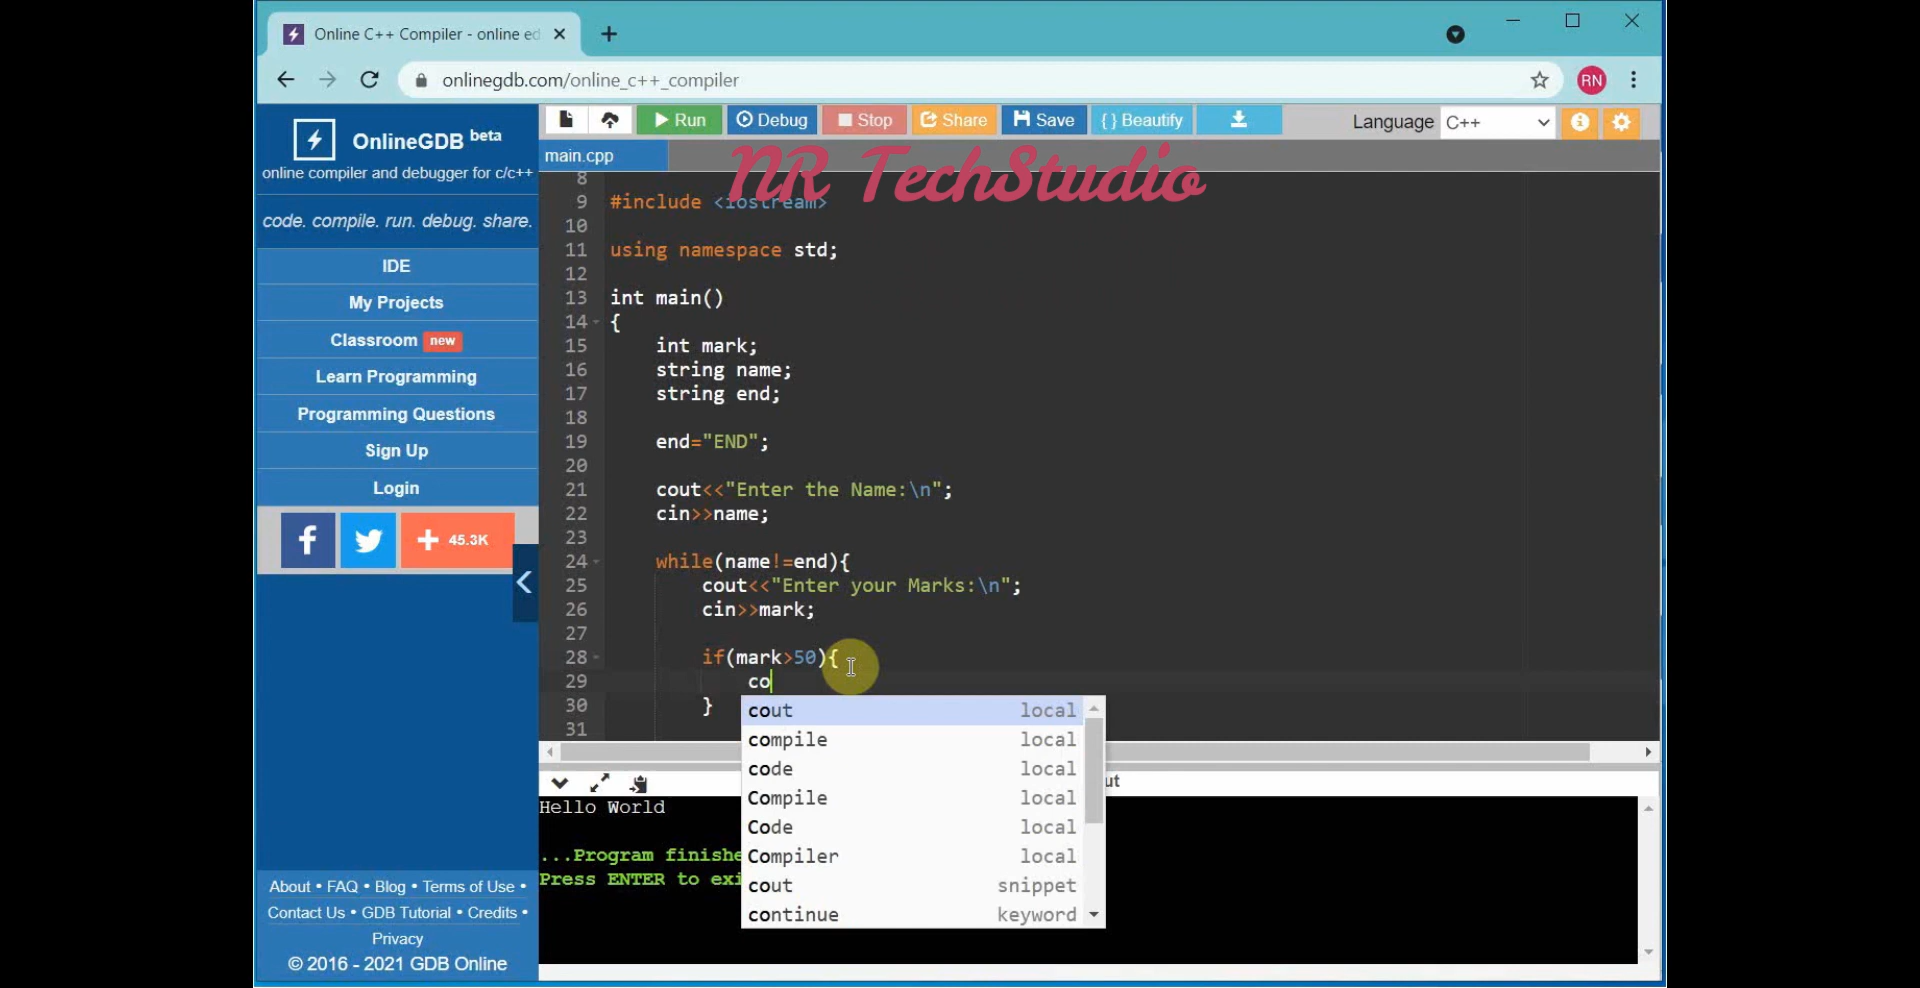 Online C++ Compiler - online ed
onlinegdb.com/online_c++_compiler
RN
OnlineGDB beta
online compiler and debugger for c/c++
code. compile. run. debug. share.
IDE
My Projects
Classroom new
Learn Programming
Programming Questions
Sign Up
Login
45.3K
About • FAQ • Blog • Terms of Use •
Contact Us • GDB Tutorial • Credits •
Privacy
© 2016 - 2021 GDB Online
Run Debug Stop Share Save {} Beautify Language C++
main.cpp
NR TechStudio
8
9 #include <iostream>
10
11 using namespace std;
12
13 int main()
14 {
15 int mark;
16 string name;
17 string end;
18
19 end="END";
20
21 cout<<"Enter the Name:\n";
22 cin>>name;
23
24 while(name!=end){
25 cout<<"Enter your Marks:\n";
26 cin>>mark;
27
28 if(mark>50){
29 co
30 }
31
cout local
compile local
code local
Compile local
Code local
Compiler local
cout snippet
continue keyword
ut
Hello World
...Program finishe
Press ENTER to exi